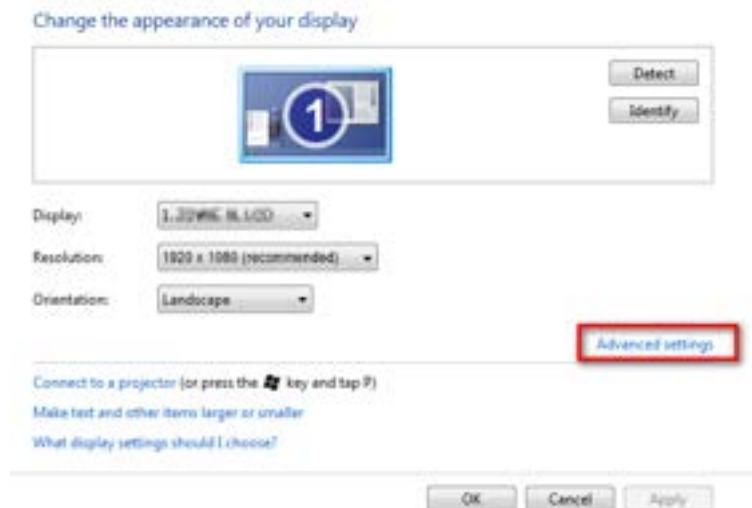 Change the appearance of your display
1
Detect
Identify
Display:
1.
Resolution:
1920 x 1080 (recommended)
Orientation:
Landscape
Advanced settings
Connect to a projector (or press the key and tap P)
Make text and other items larger or smaller
What display settings should I choose?
OK
Cancel
Apply